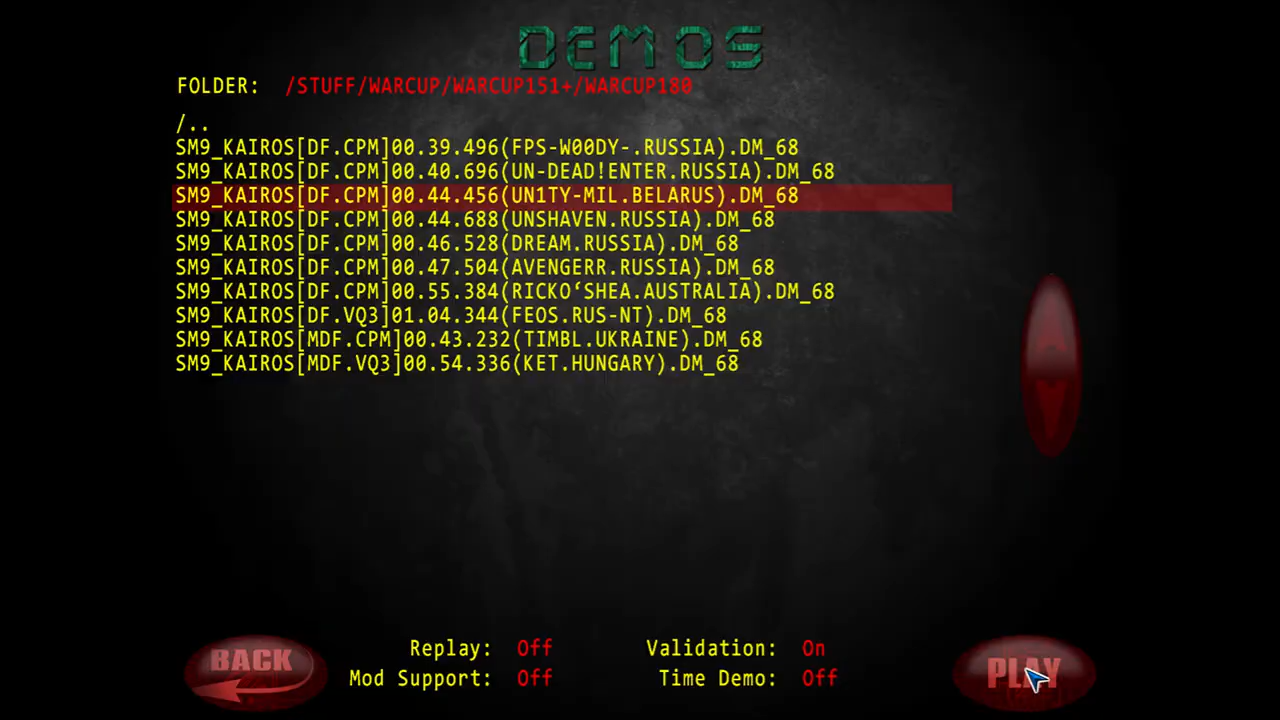 DEMOS
FOLDER: /STUFF/WARCUP/WARCUP151+/WARCUP180
/..
SM9_KAIROS[DF.CPM]00.39.496(FPS-W00DY-.RUSSIA).DM_68
SM9_KAIROS[DF.CPM]00.40.696(UN-DEAD!ENTER.RUSSIA).DM_68
SM9_KAIROS[DF.CPM]00.44.456(UN1TY-MIL.BELARUS).DM_68
SM9_KAIROS[DF.CPM]00.44.688(UNSHAVEN.RUSSIA).DM_68
SM9_KAIROS[DF.CPM]00.46.528(DREAM.RUSSIA).DM_68
SM9_KAIROS[DF.CPM]00.47.504(AVENGERR.RUSSIA).DM_68
SM9_KAIROS[DF.CPM]00.55.384(RICKO‘SHEA.AUSTRALIA).DM_68
SM9_KAIROS[DF.VQ3]01.04.344(FEOS.RUS-NT).DM_68
SM9_KAIROS[MDF.CPM]00.43.232(TIMBL.UKRAINE).DM_68
SM9_KAIROS[MDF.VQ3]00.54.336(KET.HUNGARY).DM_68
Replay: Off Validation: On
Mod Support: Off Time Demo: Off
BACK
PLAY